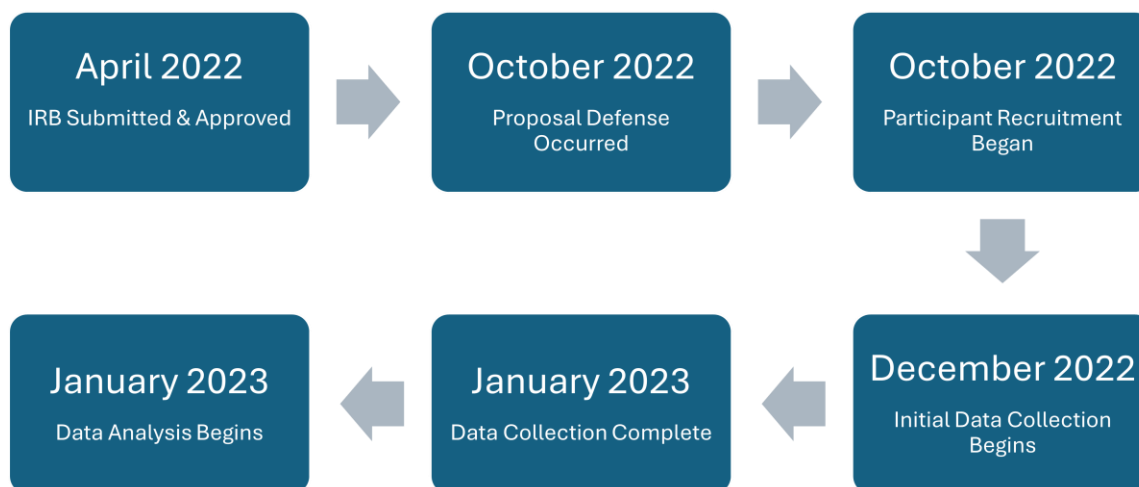 April 2022
IRB Submitted & Approved
October 2022
Proposal Defense
Occurred
October 2022
Participant Recruitment
Began
December 2022
Initial Data Collection
Begins
January 2023
Data Collection Complete
January 2023
Data Analysis Begins